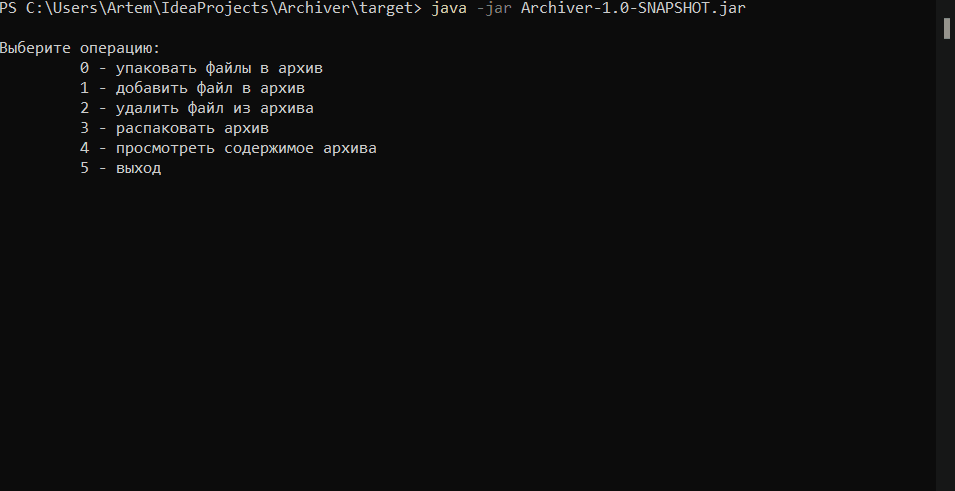 PS C:\Users\Artem\IdeaProjects\Archiver\target> java -jar Archiver-1.0-SNAPSHOT.jar
Выберите операцию:
0 - упаковать файлы в архив
1 - добавить файл в архив
2 - удалить файл из архива
3 - распаковать архив
4 - просмотреть содержимое архива
5 - выход